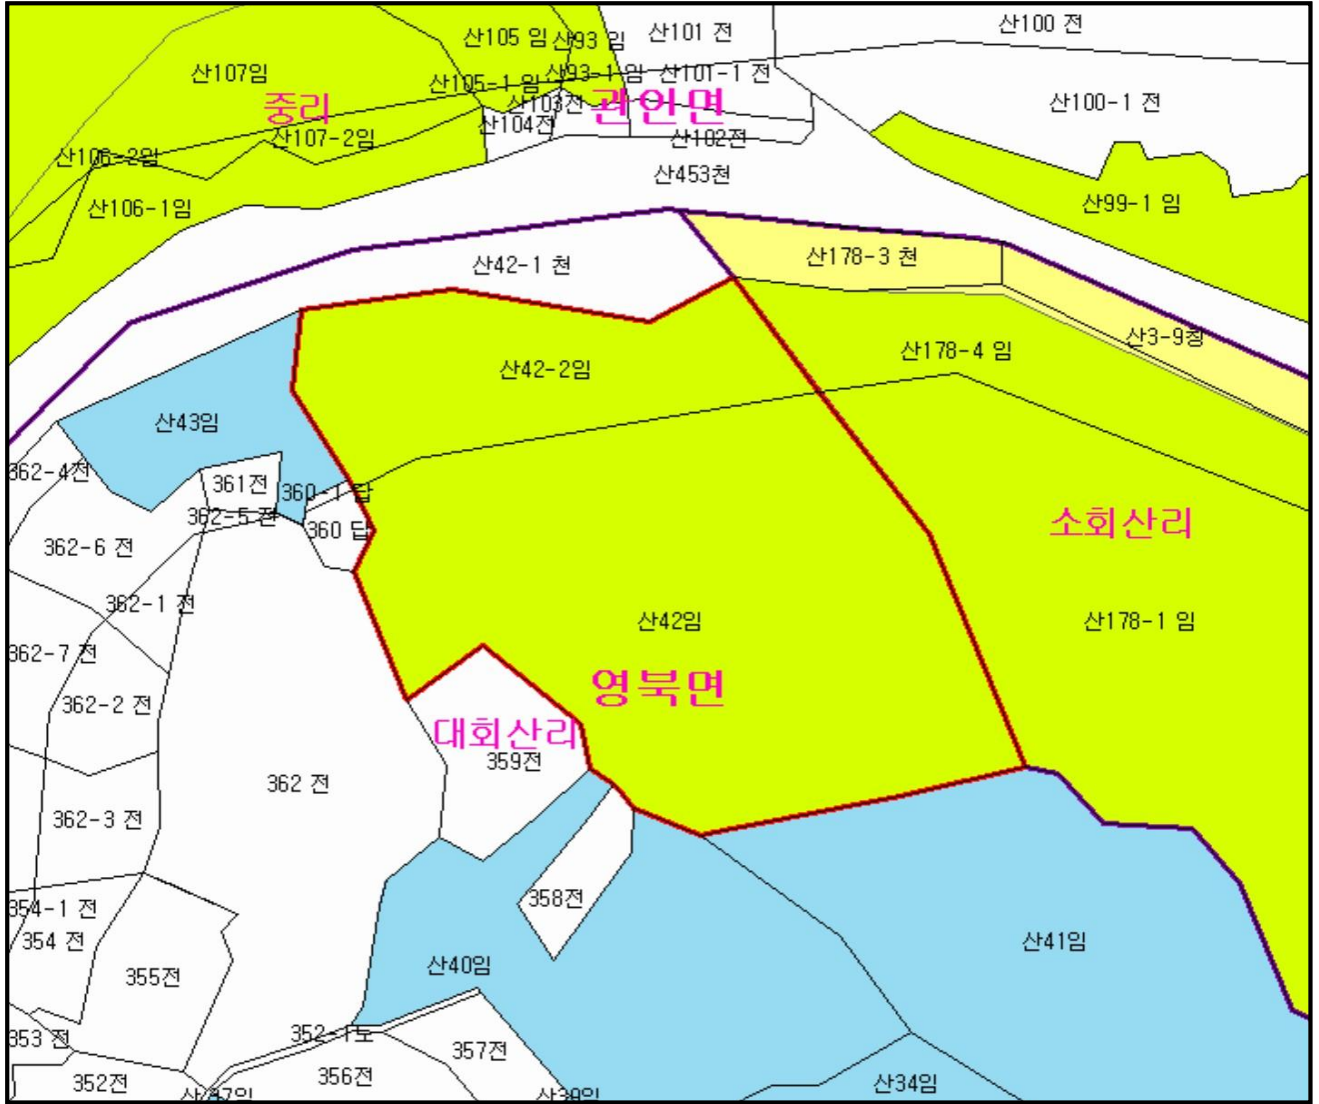 산100 전
산101 전
산105 임
산93 임
산107임
산105-1 임
산93-1 임
산101-1 전
산100-1 전
중리
산103전
관인면
산104전
산107-2임
산102전
산106-2임
산453천
산106-1임
산99-1 임
산42-1 천
산178-3 천
산3-9청
산42-2임
산178-4 임
산43임
362-4전
361전
360-1 답
362-5 전
360 답
소회산리
362-6 전
362-1 전
산42임
산178-1 임
362-7 전
영북면
362-2 전
대회산리
359전
362 전
362-3 전
358전
354-1 전
354 전
산41임
산40임
355전
353 전
352-1도
357전
352전
356전
산34임